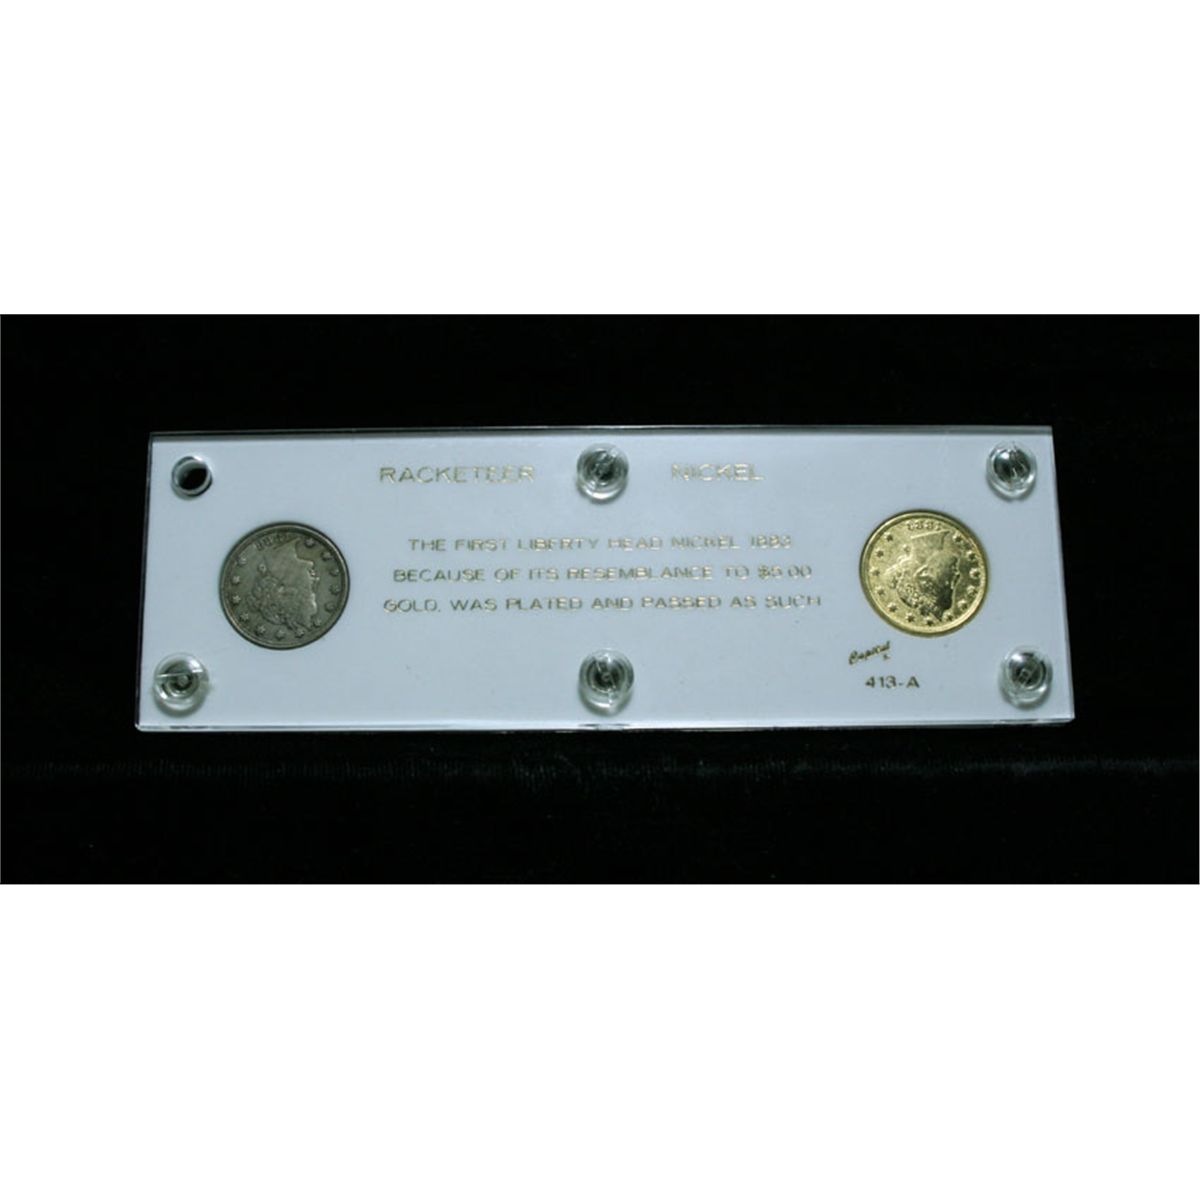 RACKETEER NICKEL
THE FIRST LIBERTY HEAD NICKEL 1883
BECAUSE OF ITS RESEMBLANCE TO $5.00
GOLD, WAS PLATED AND PASSED AS SUCH
Capital
413-A
1883